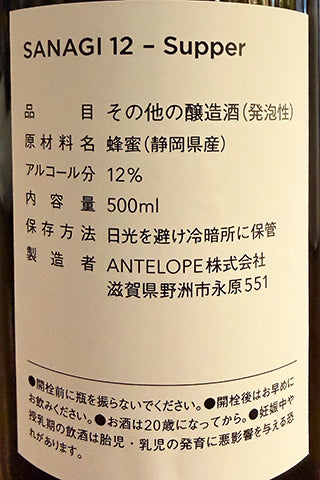 SANAGI 12 – Supper
品目 その他の醸造酒(発泡性)
原材料名 蜂蜜(静岡県産)
アルコール分 12%
内容量 500ml
保存方法 日光を避け冷暗所に保管
製造者 ANTELOPE株式会社
滋賀県野洲市永原551
●開栓前に瓶を振らないでください。●開栓後はお早めに
お飲みください。●お酒は20歳になってから。●妊娠中や
授乳期の飲酒は胎児・乳児の発育に悪影響を与える恐
れがあります。